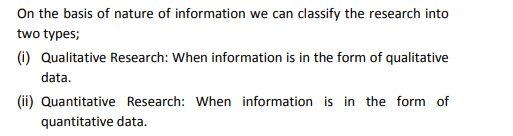 On the basis of nature of information we can classify the research into
two types;
(i) Qualitative Research: When information is in the form of qualitative
data.
(ii) Quantitative Research: When information is in the form of
quantitative data.